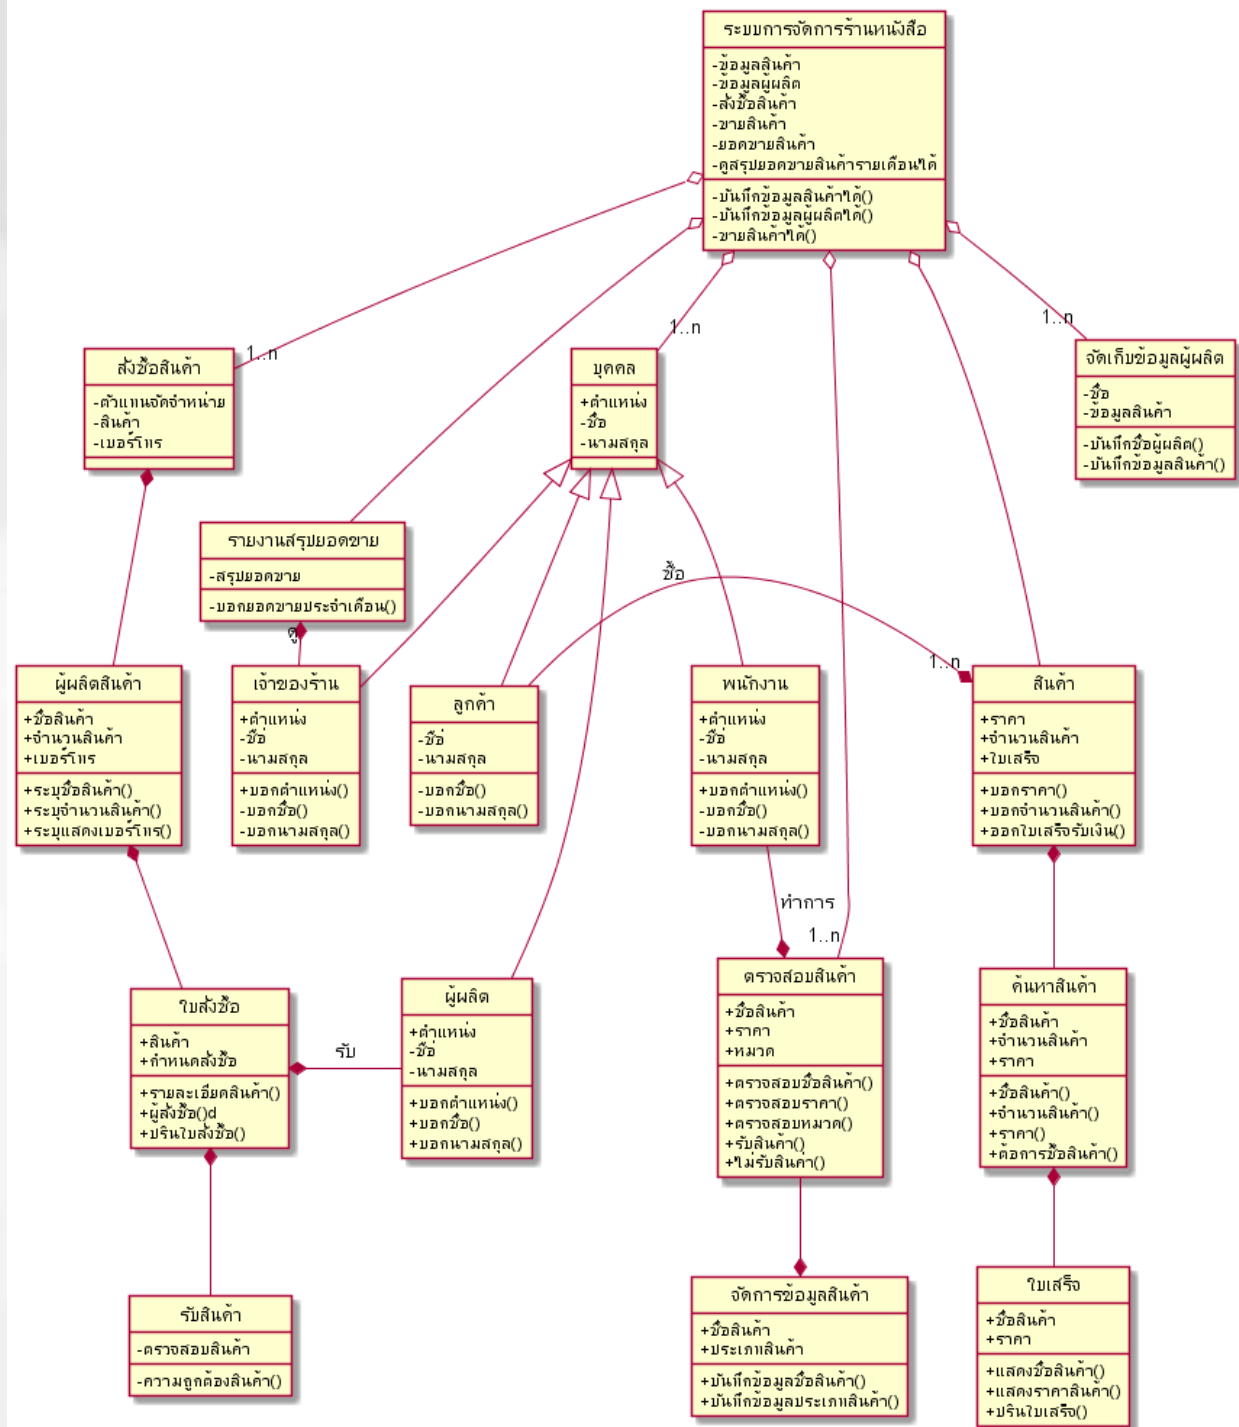 ระบบการจัดการร้านหนังสือ
-ข้อมูลสินค้า
-ข้อมูลผู้ผลิต
-สั่งซื้อสินค้า
-ขายสินค้า
-ยอดขายสินค้า
-ดูสรุปยอดขายสินค้ารายเดือนได้
-บันทึกข้อมูลสินค้าได้()
-บันทึกข้อมูลผู้ผลิตได้()
-ขายสินค้าได้()
1..n
1..n
1..n
สั่งซื้อสินค้า
-ตัวแทนจัดจำหน่าย
-สินค้า
-เบอร์โทร
บุคคล
+ตำแหน่ง
-ชื่อ
-นามสกุล
จัดเก็บข้อมูลผู้ผลิต
-ชื่อ
-ข้อมูลสินค้า
-บันทึกชื่อผู้ผลิต()
-บันทึกข้อมูลสินค้า()
รายงานสรุปยอดขาย
-สรุปยอดขาย
-บอกยอดขายประจำเดือน()
ซื้อ
ดู
1..n
ผู้ผลิตสินค้า
+ชื่อสินค้า
+จำนวนสินค้า
+เบอร์โทร
+ระบุชื่อสินค้า()
+ระบุจำนวนสินค้า()
+ระบุแสดงเบอร์โทร()
เจ้าของร้าน
+ตำแหน่ง
-ชื่อ
-นามสกุล
+บอกตำแหน่ง()
-บอกชื่อ()
-บอกนามสกุล()
ลูกค้า
-ชื่อ
-นามสกุล
-บอกชื่อ()
-บอกนามสกุล()
พนักงาน
+ตำแหน่ง
-ชื่อ
-นามสกุล
+บอกตำแหน่ง()
-บอกชื่อ()
-บอกนามสกุล()
สินค้า
+ราคา
+จำนวนสินค้า
+ใบเสร็จ
+บอกราคา()
+บอกจำนวนสินค้า()
+ออกใบเสร็จรับเงิน()
ทำการ
1..n
ใบสั่งซื้อ
+สินค้า
+กำหนดสั่งซื้อ
+รายละเอียดสินค้า()
+ผู้สั่งซื้อ()d
+ปรินใบสั่งซื้อ()
รับ
ผู้ผลิต
+ตำแหน่ง
-ชื่อ
-นามสกุล
+บอกตำแหน่ง()
+บอกชื่อ()
+บอกนามสกุล()
ตรวจสอบสินค้า
+ชื่อสินค้า
+ราคา
+หมวด
+ตรวจสอบชื่อสินค้า()
+ตรวจสอบราคา()
+ตรวจสอบหมวด()
+รับสินค้า()
+ไม่รับสินค่า()
ค้นหาสินค้า
+ชื่อสินค้า
+จำนวนสินค้า
+ราคา
+ชื่อสินค้า()
+จำนวนสินค้า()
+ราคา()
+ต้อการซื้อสินค้า()
รับสินค้า
-ตรวจสอบสินค้า
-ความถูกต้องสินค้า()
จัดการข้อมูลสินค้า
+ชื่อสินค้า
+ประเภทสินค้า
+บันทึกข้อมูลชื่อสินค้า()
+บันทึกข้อมูลประเภทสินค้า()
ใบเสร็จ
+ชื่อสินค้า
+ราคา
+แสดงชื่อสินค้า()
+แสดงราคาสินค้า()
+ปรินใบเสร็จ()